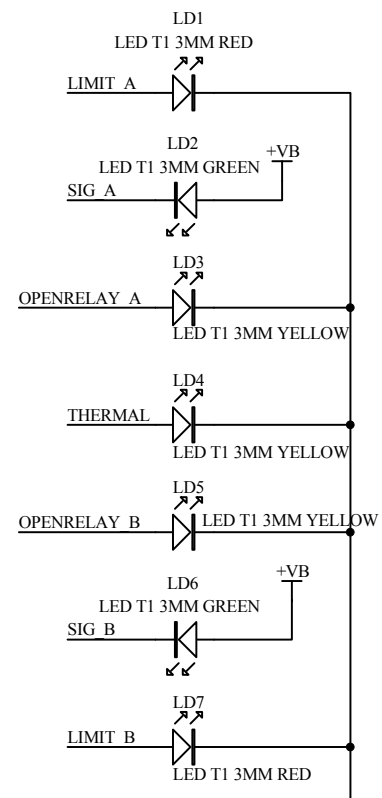 LD1
LED T1 3MM RED
LIMIT_A
LD2
+VB
LED T1 3MM GREEN
SIG_A
LD3
OPENRELAY_A
LED T1 3MM YELLOW
LD4
THERMAL
LED T1 3MM YELLOW
LD5
OPENRELAY_B
LED T1 3MM YELLOW
+VB
LD6
LED T1 3MM GREEN
SIG_B
LD7
LIMIT_B
LED T1 3MM RED